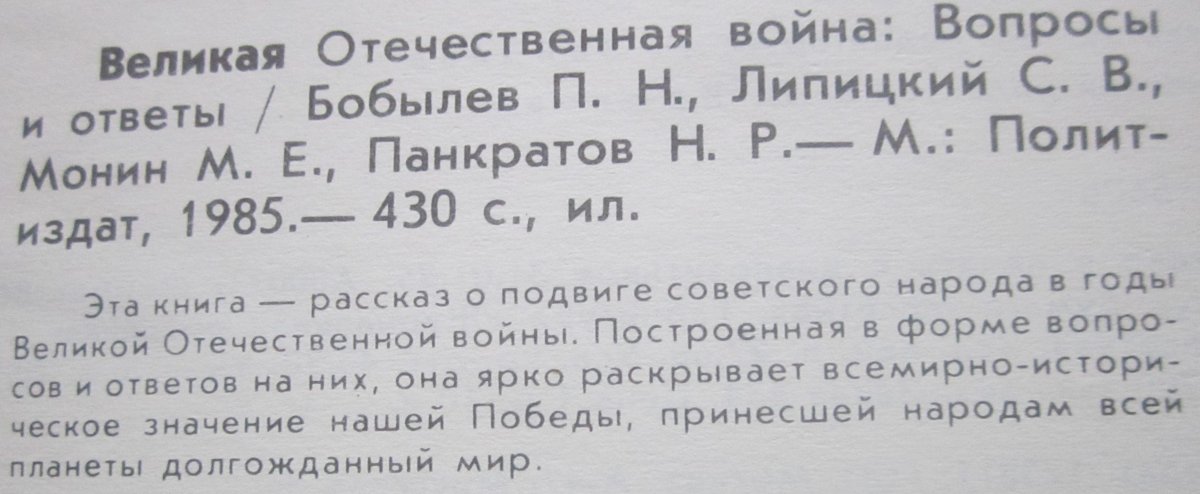 Великая Отечественная война: Вопросы
и ответы / Бобылев П. Н., Липицкий С. В.,
Монин М. Е., Панкратов Н. Р.— М.: Полит-
издат, 1985.— 430 с., ил.
Эта книга — рассказ о подвиге советского народа в годы
Великой Отечественной войны. Построенная в форме вопро-
сов и ответов на них, она ярко раскрывает всемирно-истори-
ческое значение нашей Победы, принесшей народам всей
планеты долгожданный мир.